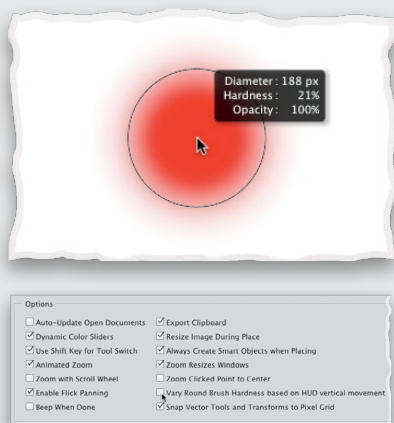 Diameter: 188 px
Hardness: 21%
Opacity: 100%
Options
Auto-Update Open Documents
Dynamic Color Sliders
Use Shift Key for Tool Switch
Animated Zoom
Zoom with Scroll Wheel
Enable Flick Panning
Beep When Done
Export Clipboard
Resize Image During Place
Always Create Smart Objects when Placing
Zoom Resizes Windows
Zoom Clicked Point to Center
Vary Round Brush Hardness based on HUD vertical movement
Snap Vector Tools and Transforms to Pixel Grid